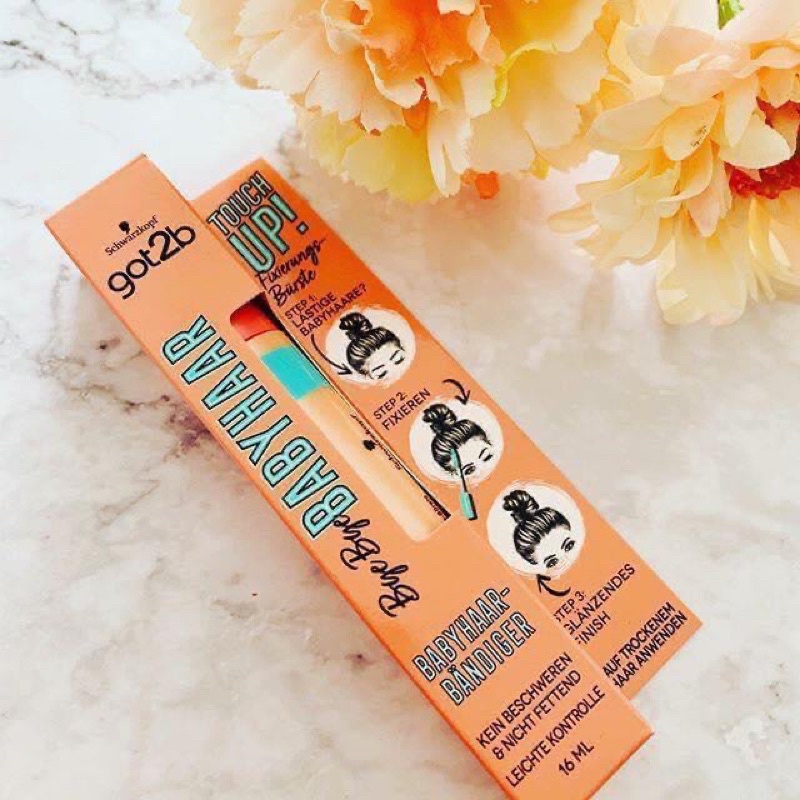 Schwarzkopf
got2b
Bye Bye
BABYHAAR
BABYHAAR-
BÄNDIGER
KEIN BESCHWEREN
& NICHT FETTEND
LEICHTE KONTROLLE
16 ML
TOUCH
UP!
Fixierungs-
Bürste
STEP 1:
LÄSTIGE
BABYHAARE?
STEP 2:
FIXIEREN
STEP 3:
GLÄNZENDES
FINISH
AUF TROCKENEM
HAAR ANWENDEN